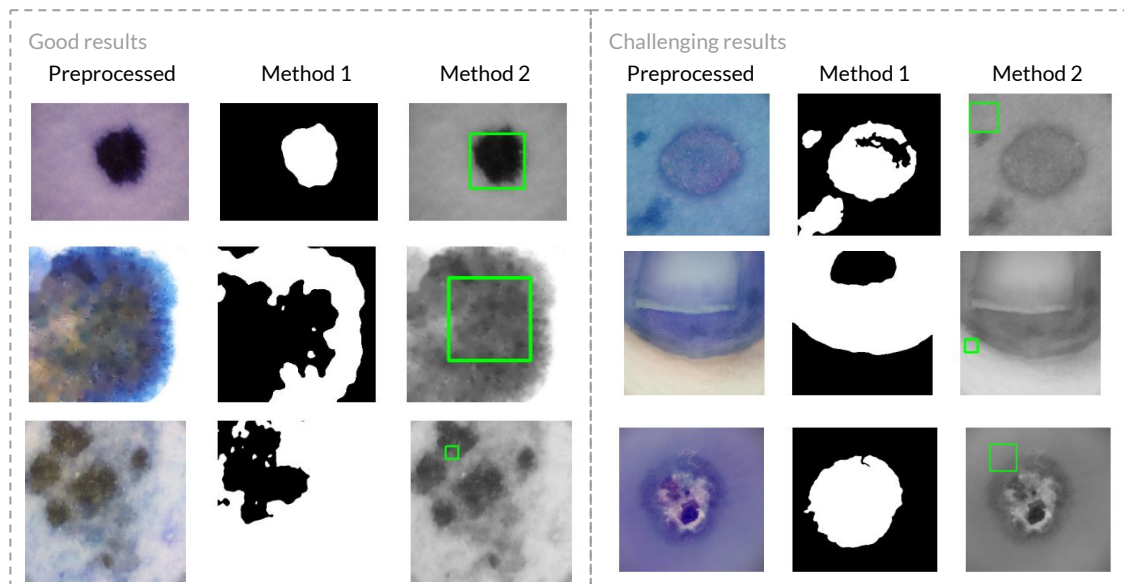 Good results
Preprocessed Method 1 Method 2
Challenging results
Preprocessed Method 1 Method 2